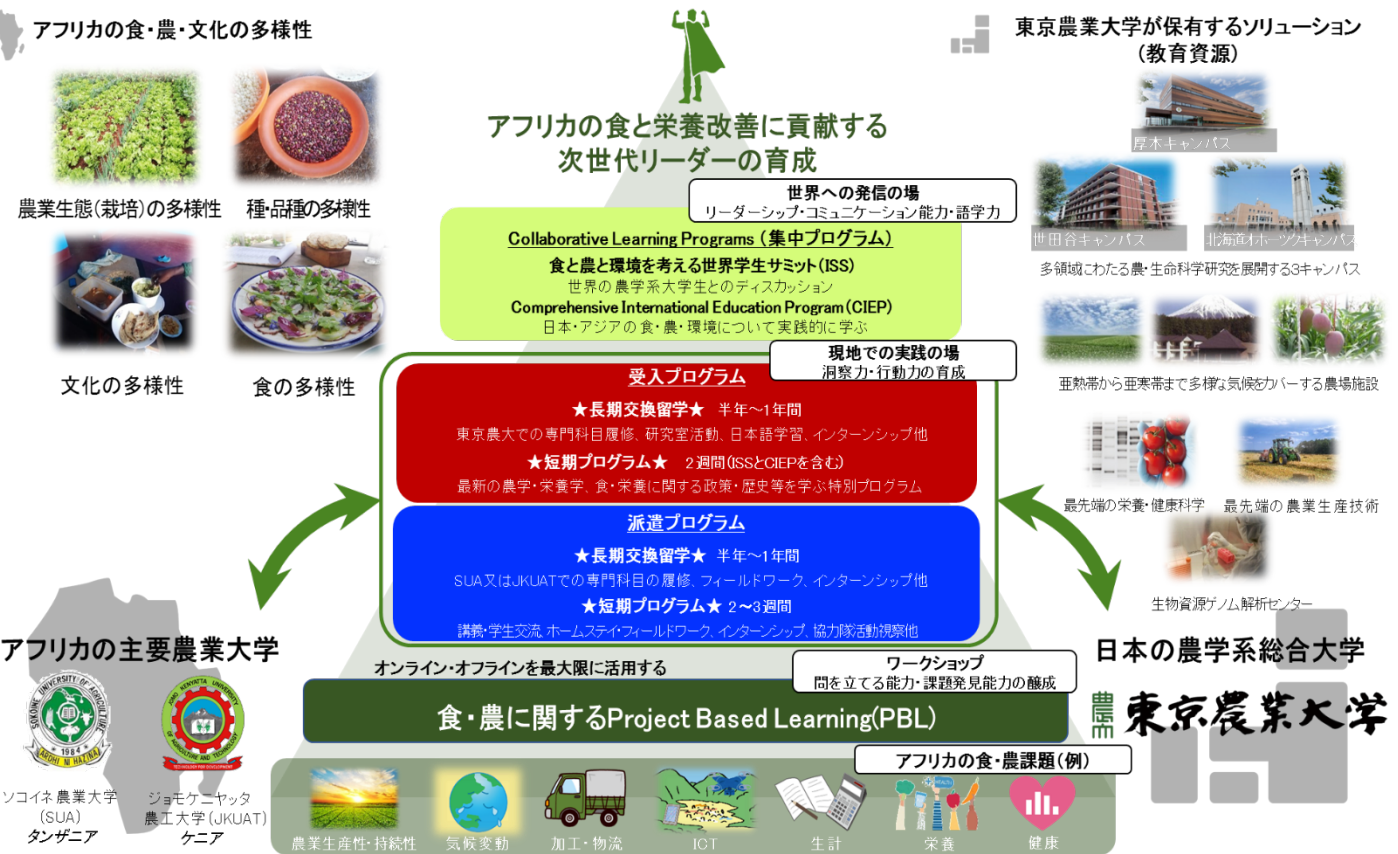 アフリカの食・農・文化の多様性
農業生態(栽培)の多様性
種・品種の多様性
文化の多様性
食の多様性
アフリカの食と栄養改善に貢献する
次世代リーダーの育成
世界への発信の場
リーダーシップ・コミュニケーション能力・語学力
Collaborative Learning Programs (集中プログラム)
食と農と環境を考える世界学生サミット(ISS)
世界の農学系大学生とのディスカッション
Comprehensive International Education Program(CIEP)
日本・アジアの食・農・環境について実践的に学ぶ
現地での実践の場
洞察力・行動力の育成
受入プログラム
★長期交換留学★ 半年～1年間
東京農大での専門科目履修、研究室活動、日本語学習、インターンシップ他
★短期プログラム★ 2週間(ISSとCIEPを含む)
最新の農学・栄養学、食・栄養に関する政策・歴史等を学ぶ特別プログラム
派遣プログラム
★長期交換留学★ 半年～1年間
SUA又はJKUATでの専門科目の履修、フィールドワーク、インターンシップ他
★短期プログラム★ 2～3週間
講義・学生交流、ホームステイ・フィールドワーク、インターンシップ、協力隊活動視察他
オンライン・オフラインを最大限に活用する
ワークショップ
問を立てる能力・課題発見能力の醸成
食・農に関するProject Based Learning(PBL)
アフリカの食・農課題(例)
農業生産性・持続性
気候変動
加工・物流
ICT
生計
栄養
健康
東京農業大学が保有するソリューション
(教育資源)
厚木キャンパス
世田谷キャンパス
北海道オホーツクキャンパス
多領域にわたる農・生命科学研究を展開する3キャンパス
亜熱帯から亜寒帯まで多様な気候をカバーする農場施設
最先端の栄養・健康科学
最先端の農業生産技術
生物資源ゲノム解析センター
日本の農学系総合大学
東京農業大学
アフリカの主要農業大学
SOKOINE UNIVERSITY OF AGRICULTURE
1984
ARDHI NI HAZINA
JOMO KENYATTA UNIVERSITY
OF AGRICULTURE AND TECHNOLOGY
ソコイネ農業大学
(SUA)
タンザニア
ジョモケニヤッタ
農工大学(JKUAT)
ケニア